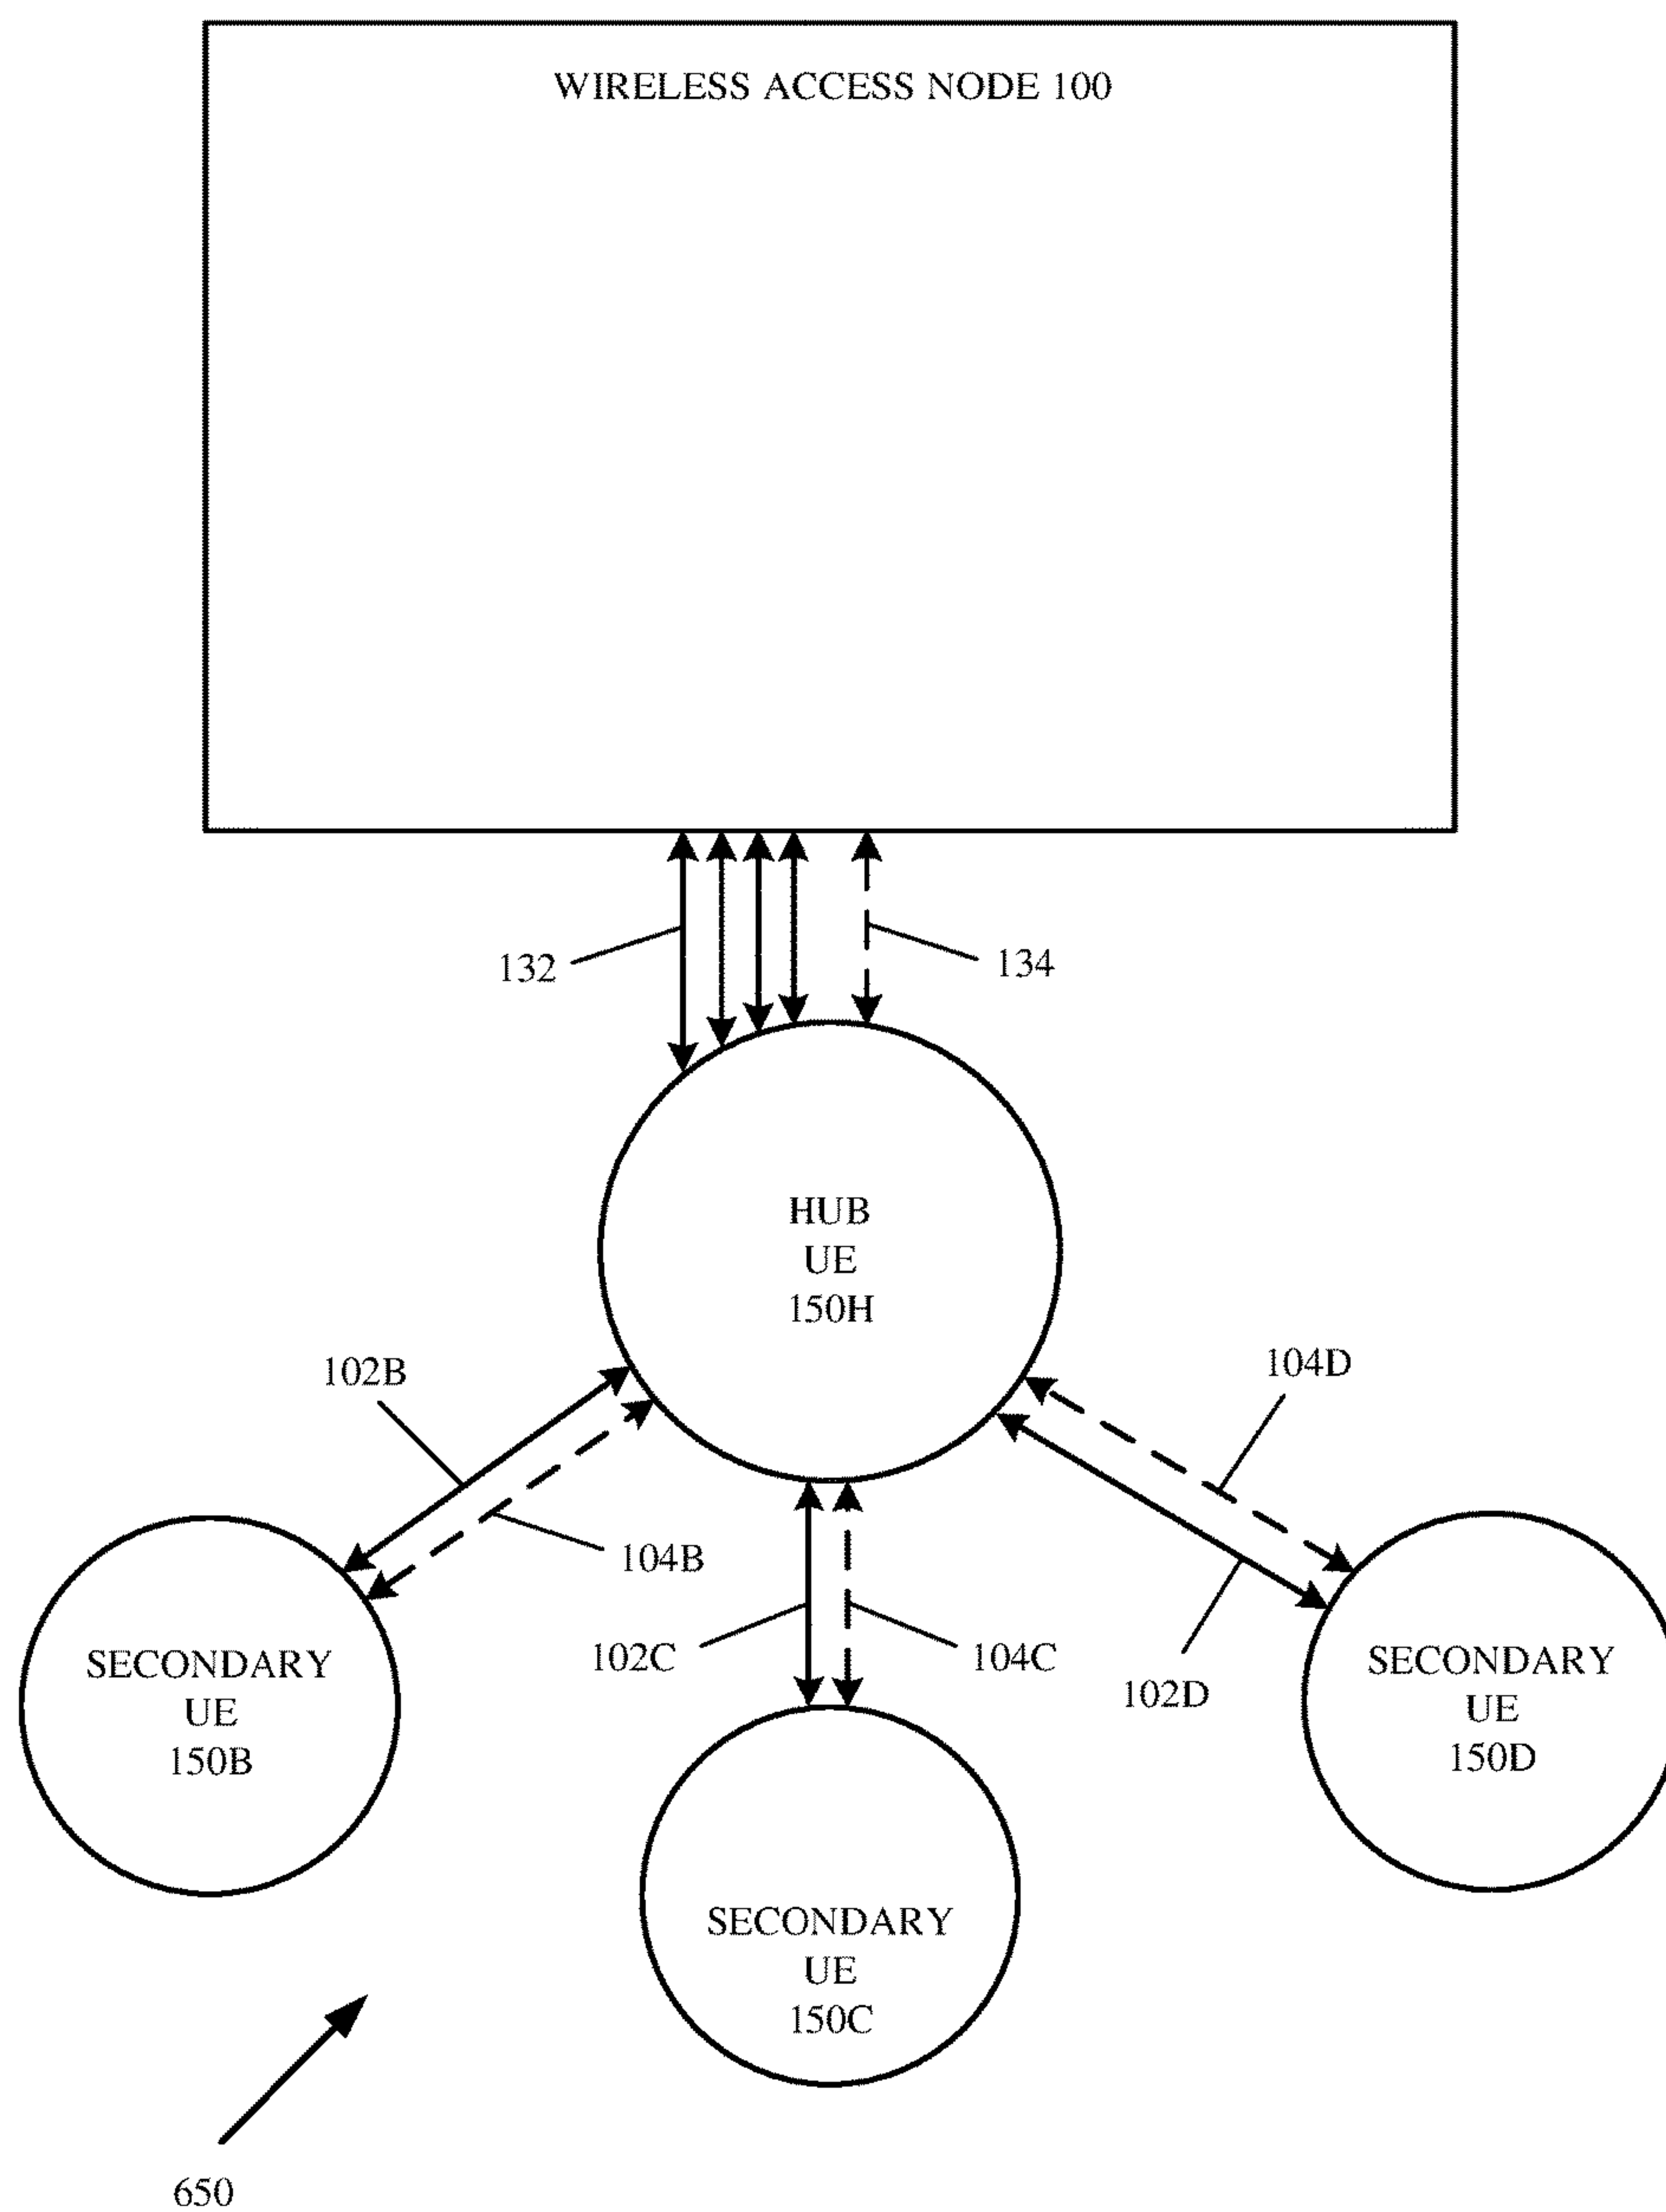 WIRELESS ACCESS NODE 100
132
134
HUB
UE
150H
102B
104D
104B
102C
104C
102D
SECONDARY
UE
150B
SECONDARY
UE
150D
SECONDARY
UE
150C
650